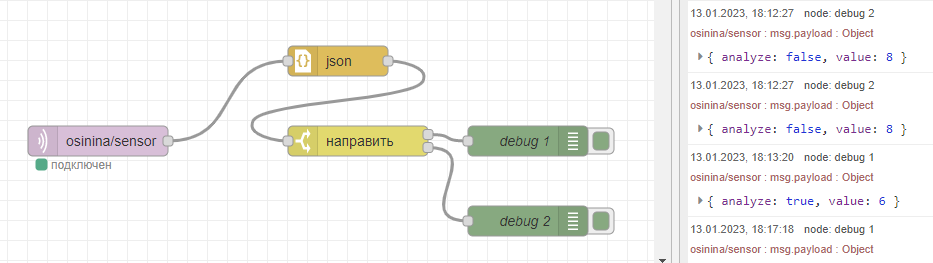 json
osinina/sensor
подключен
направить
debug 1
debug 2
13.01.2023, 18:12:27 node: debug 2
osinina/sensor : msg.payload : Object
{ analyze: false, value: 8 }
13.01.2023, 18:12:27 node: debug 2
osinina/sensor : msg.payload : Object
{ analyze: false, value: 8 }
13.01.2023, 18:13:20 node: debug 1
osinina/sensor : msg.payload : Object
{ analyze: true, value: 6 }
13.01.2023, 18:17:18 node: debug 1
osinina/sensor : msg.payload : Object